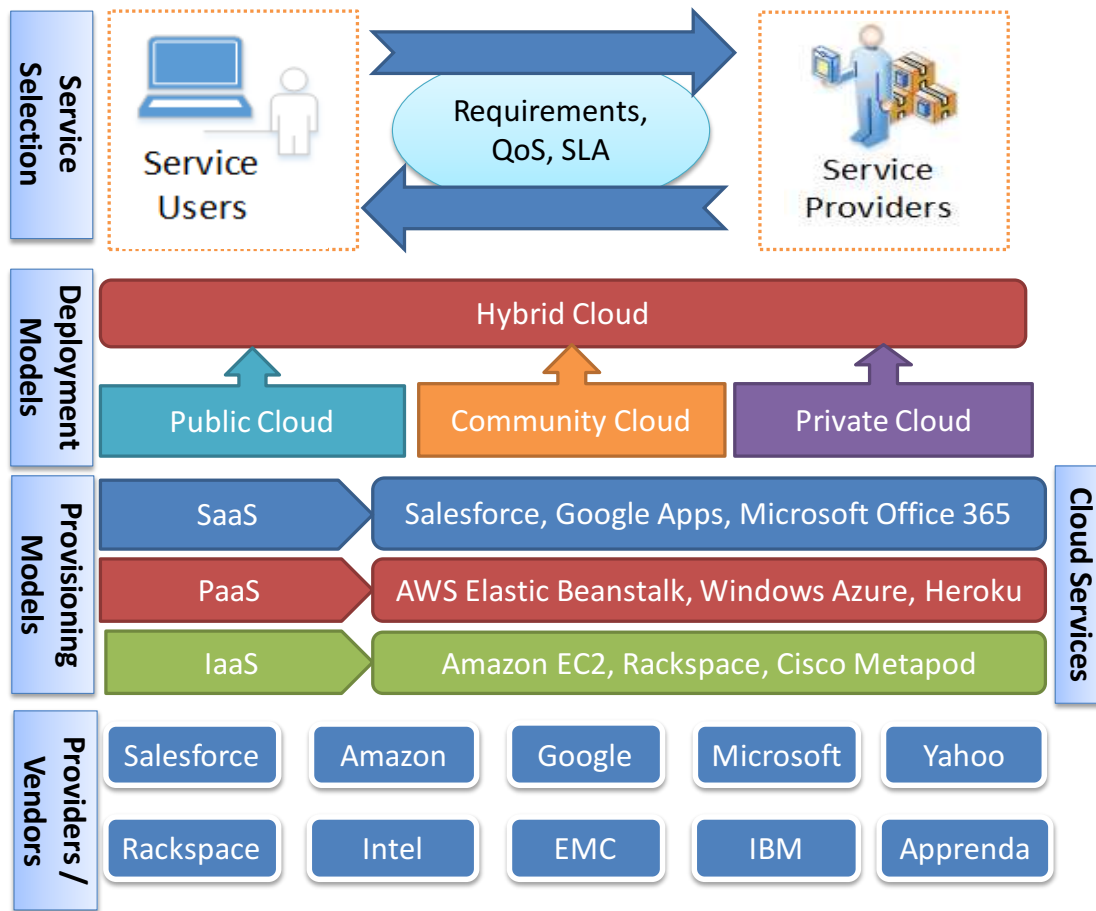 Service
Selection
Service
Users
Requirements,
QoS, SLA
Service
Providers
Deployment
Models
Hybrid Cloud
Public Cloud
Community Cloud
Private Cloud
Provisioning
Models
SaaS
Salesforce, Google Apps, Microsoft Office 365
PaaS
AWS Elastic Beanstalk, Windows Azure, Heroku
IaaS
Amazon EC2, Rackspace, Cisco Metapod
Cloud Services
Providers /
Vendors
Salesforce
Amazon
Google
Microsoft
Yahoo
Rackspace
Intel
EMC
IBM
Apprenda